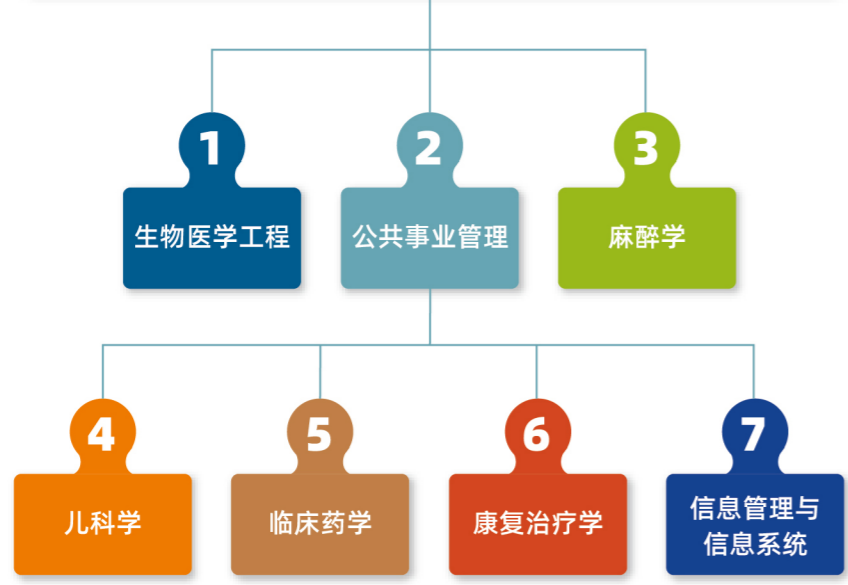 1
2
3
生物医学工程
公共事业管理
麻醉学
4
5
6
7
儿科学
临床药学
康复治疗学
信息管理与
信息系统